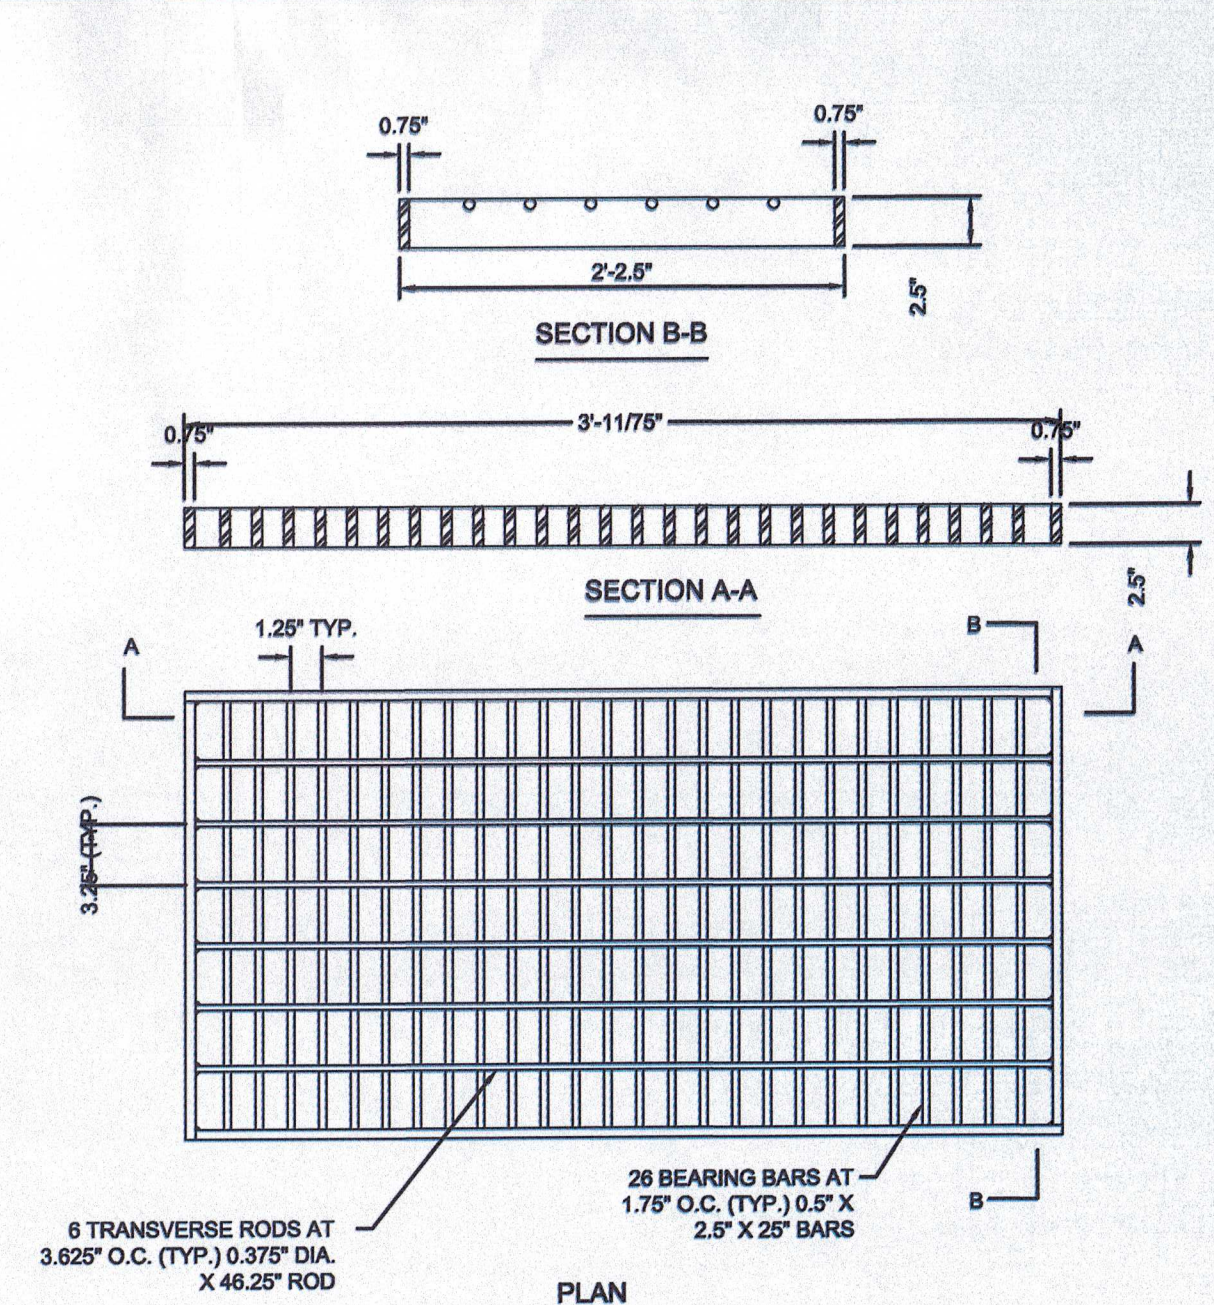 0.75"
0.75"
2'-2.5"
2.5"
SECTION B-B
3'-11/75"
0.75"
0.75"
2.5"
SECTION A-A
A
1.25" TYP.
B
A
3.25" (TYP.)
26 BEARING BARS AT
1.75" O.C. (TYP.) 0.5" X
2.5" X 25" BARS
B
6 TRANSVERSE RODS AT
3.625" O.C. (TYP.) 0.375" DIA.
X 46.25" ROD
PLAN